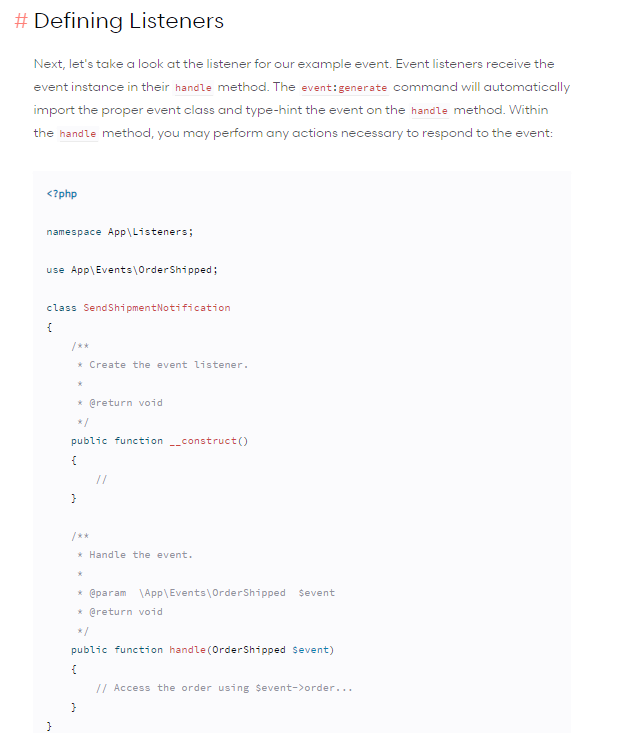 # Defining Listeners
Next, let's take a look at the listener for our example event. Event listeners receive the
event instance in their handle method. The event:generate command will automatically
import the proper event class and type-hint the event on the handle method. Within
the handle method, you may perform any actions necessary to respond to the event:
<?php
namespace App\Listeners;
use App\Events\OrderShipped;
class SendShipmentNotification
{
    /**
     * Create the event listener.
     *
     * @return void
     */
    public function __construct()
    {
        //
    }
    /**
     * Handle the event.
     *
     * @param  \App\Events\OrderShipped  $event
     * @return void
     */
    public function handle(OrderShipped $event)
    {
        // Access the order using $event->order...
    }
}